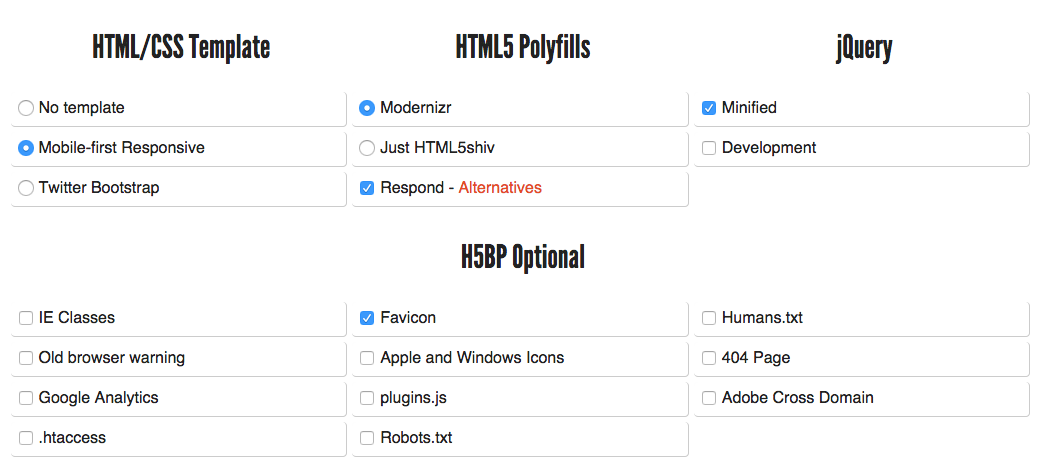 HTML/CSS Template
No template
Mobile-first Responsive
Twitter Bootstrap
HTML5 Polyfills
Modernizr
Just HTML5shiv
Respond - Alternatives
jQuery
Minified
Development
H5BP Optional
IE Classes
Old browser warning
Google Analytics
.htaccess
Favicon
Apple and Windows Icons
plugins.js
Robots.txt
Humans.txt
404 Page
Adobe Cross Domain